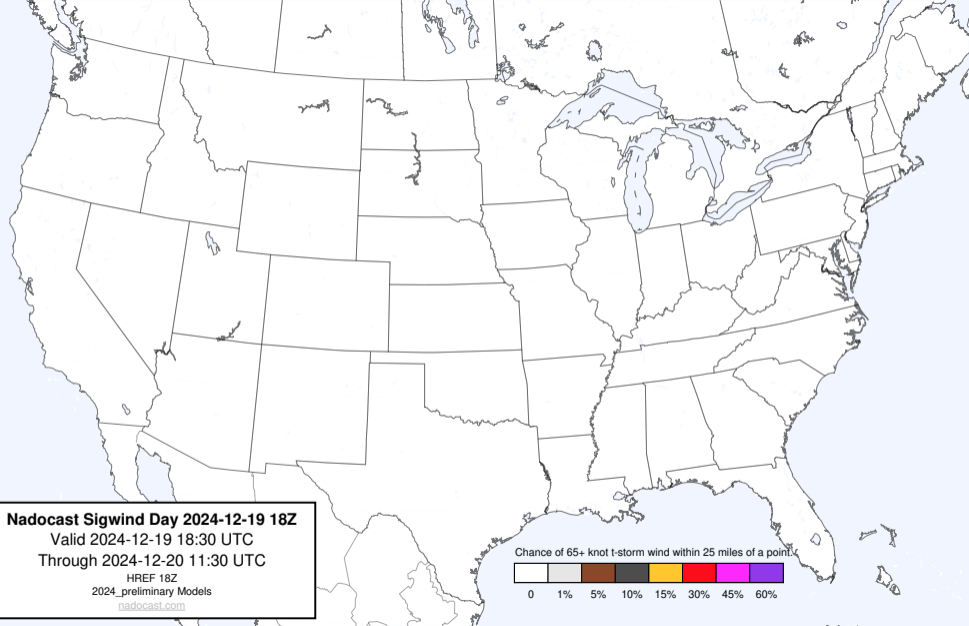 Nadocast Sigwind Day 2024-12-19 18Z
Valid 2024-12-19 18:30 UTC
Through 2024-12-20 11:30 UTC
HREF 18Z
2024_preliminary Models
nadocast.com
Chance of 65+ knot t-storm wind within 25 miles of a point.
0 1% 5% 10% 15% 30% 45% 60%